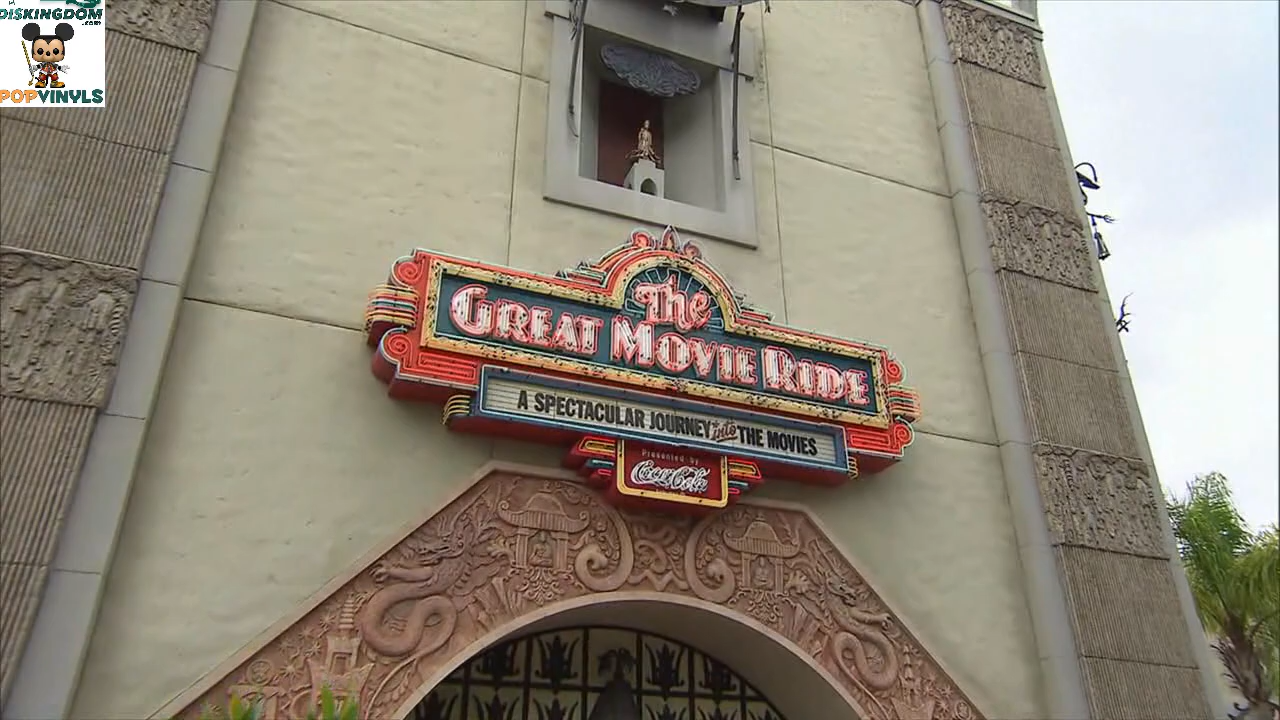 DISKINGDOM
.com
POPVINYLS
The
GREAT MOVIE RIDE
A SPECTACULAR JOURNEY into THE MOVIES
Presented by
Coca-Cola